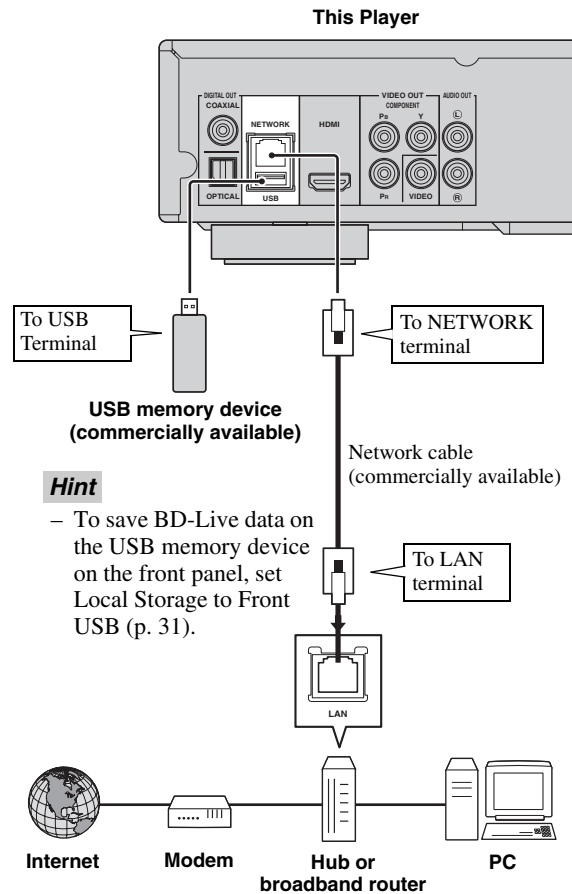 This Player
DIGITAL OUT
COAXIAL
OPTICAL
NETWORK
USB
HDMI
VIDEO OUT
COMPONENT
PB
Y
PR
VIDEO
AUDIO OUT
L
R
To USB
Terminal
To NETWORK
terminal
USB memory device
(commercially available)
Network cable
(commercially available)
Hint
– To save BD-Live data on
the USB memory device
on the front panel, set
Local Storage to Front
USB (p. 31).
To LAN
terminal
LAN
Internet
Modem
Hub or
broadband router
PC